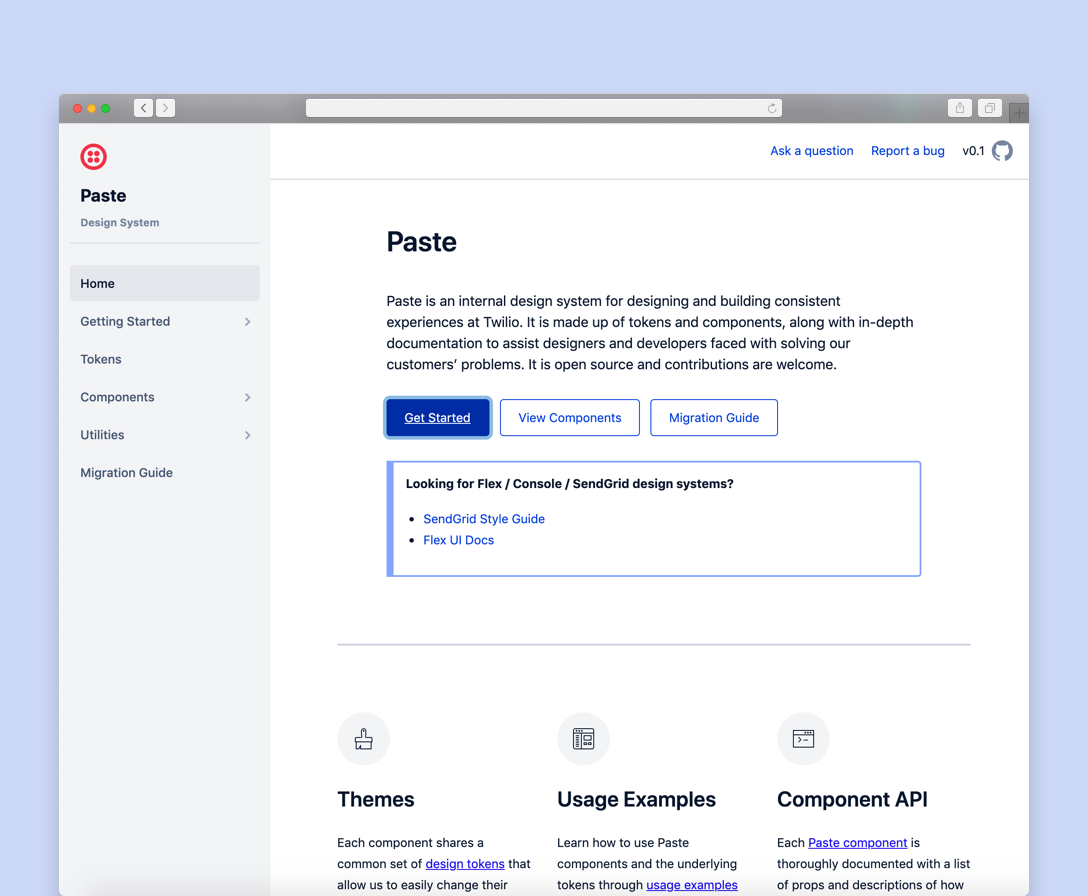 Paste
Design System
Home
Getting Started
Tokens
Components
Utilities
Migration Guide
Ask a question
Report a bug
v0.1
Paste
Paste is an internal design system for designing and building consistent
experiences at Twilio. It is made up of tokens and components, along with in-depth
documentation to assist designers and developers faced with solving our
customers’ problems. It is open source and contributions are welcome.
Get Started
View Components
Migration Guide
Looking for Flex / Console / SendGrid design systems?
SendGrid Style Guide
Flex UI Docs
Themes
Each component shares a
common set of design tokens that
allow us to easily change their
Usage Examples
Learn how to use Paste
components and the underlying
tokens through usage examples
Component API
Each Paste component is
thoroughly documented with a list
of props and descriptions of how